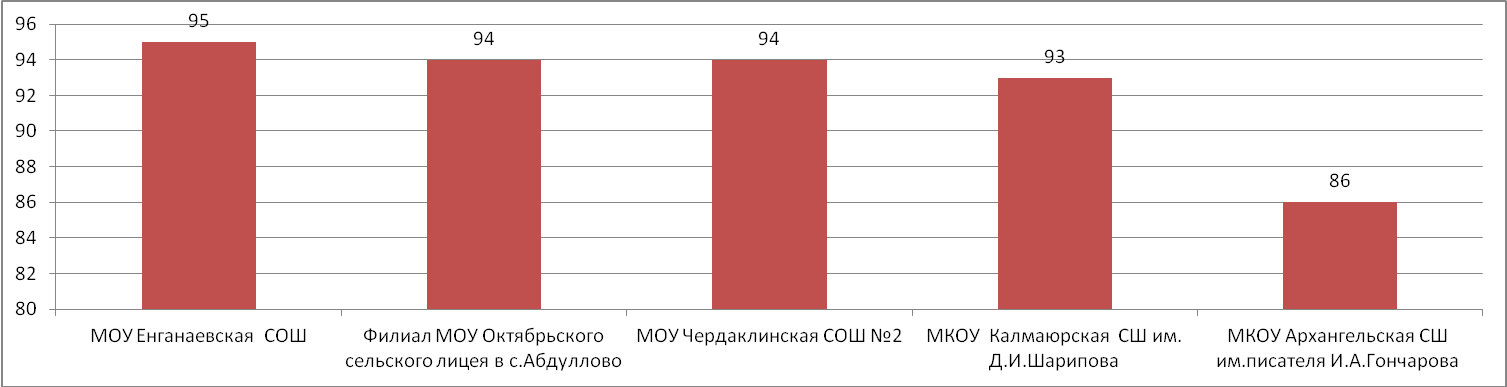 96
94
92
90
88
86
84
82
80
95
94
94
93
86
МОУ Енганаевская СОШ
Филиал МОУ Октябрьского
сельского лицея в с.Абдуллово
МОУ Чердаклинская СОШ №2
МКОУ Калмаюрская СШ им.
Д.И.Шарипова
МКОУ Архангельская СШ
им.писателя И.А.Гончарова